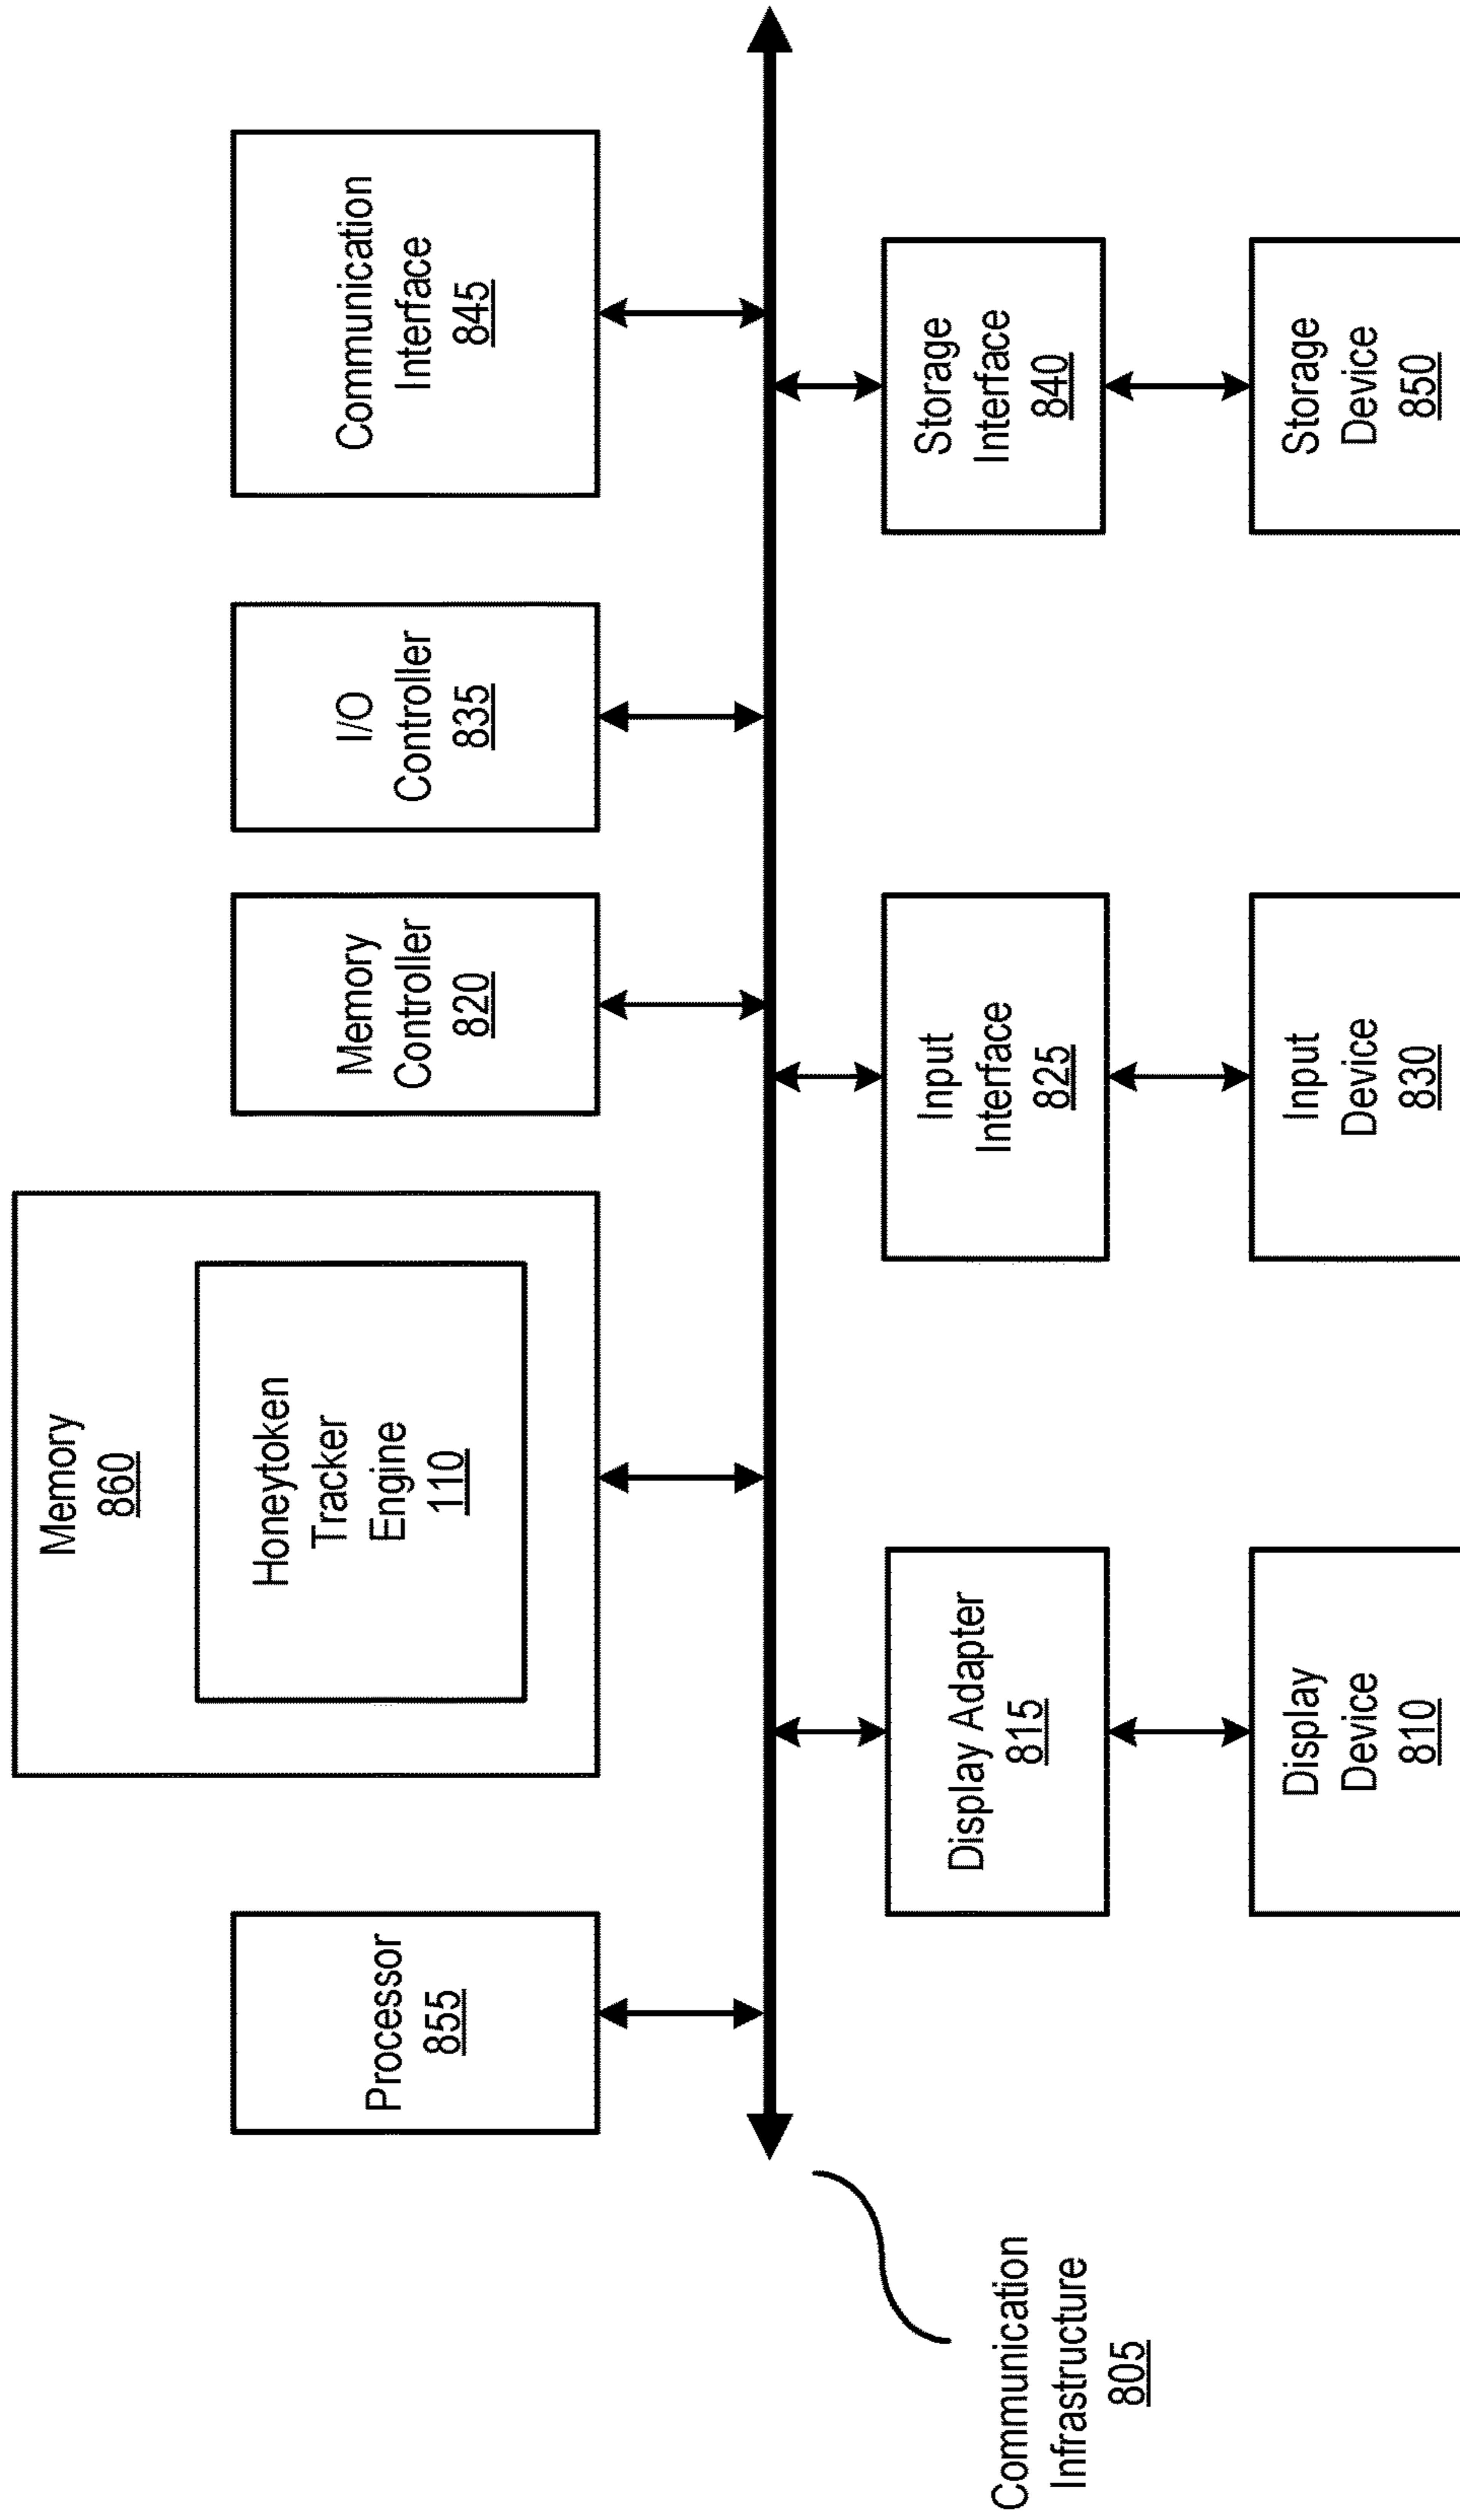 Processor
855
Memory
860
Honeytoken
Tracker
Engine
110
Memory
Controller
820
I/O
Controller
835
Communication
Interface
845
Communication
Infrastructure
805
Display Adapter
815
Input
Interface
825
Storage
Interface
840
Display
Device
810
Input
Device
830
Storage
Device
850